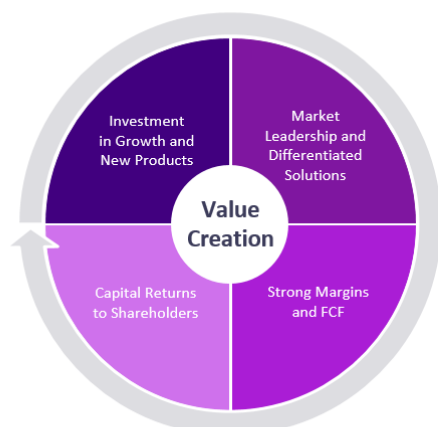 Investment
in Growth and
New Products
Market
Leadership and
Differentiated
Solutions
Value
Creation
Capital Returns
to Shareholders
Strong Margins
and FCF